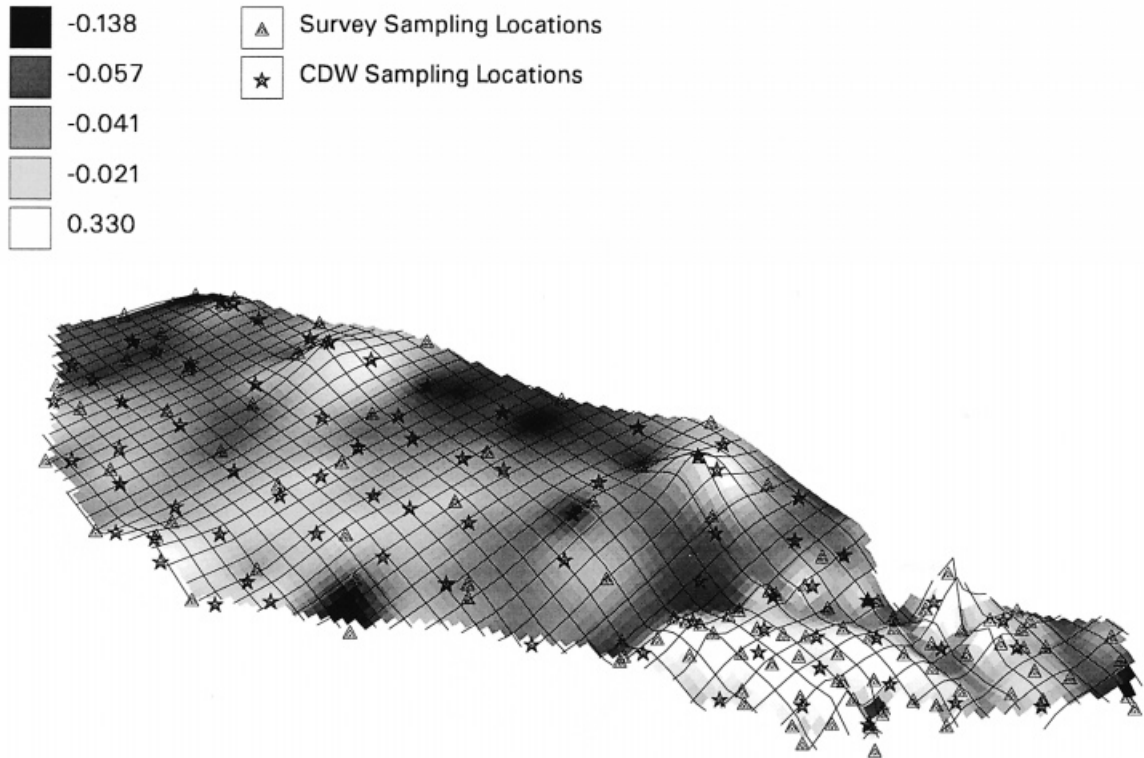 -0.138
-0.057
-0.041
-0.021
0.330
Survey Sampling Locations
CDW Sampling Locations